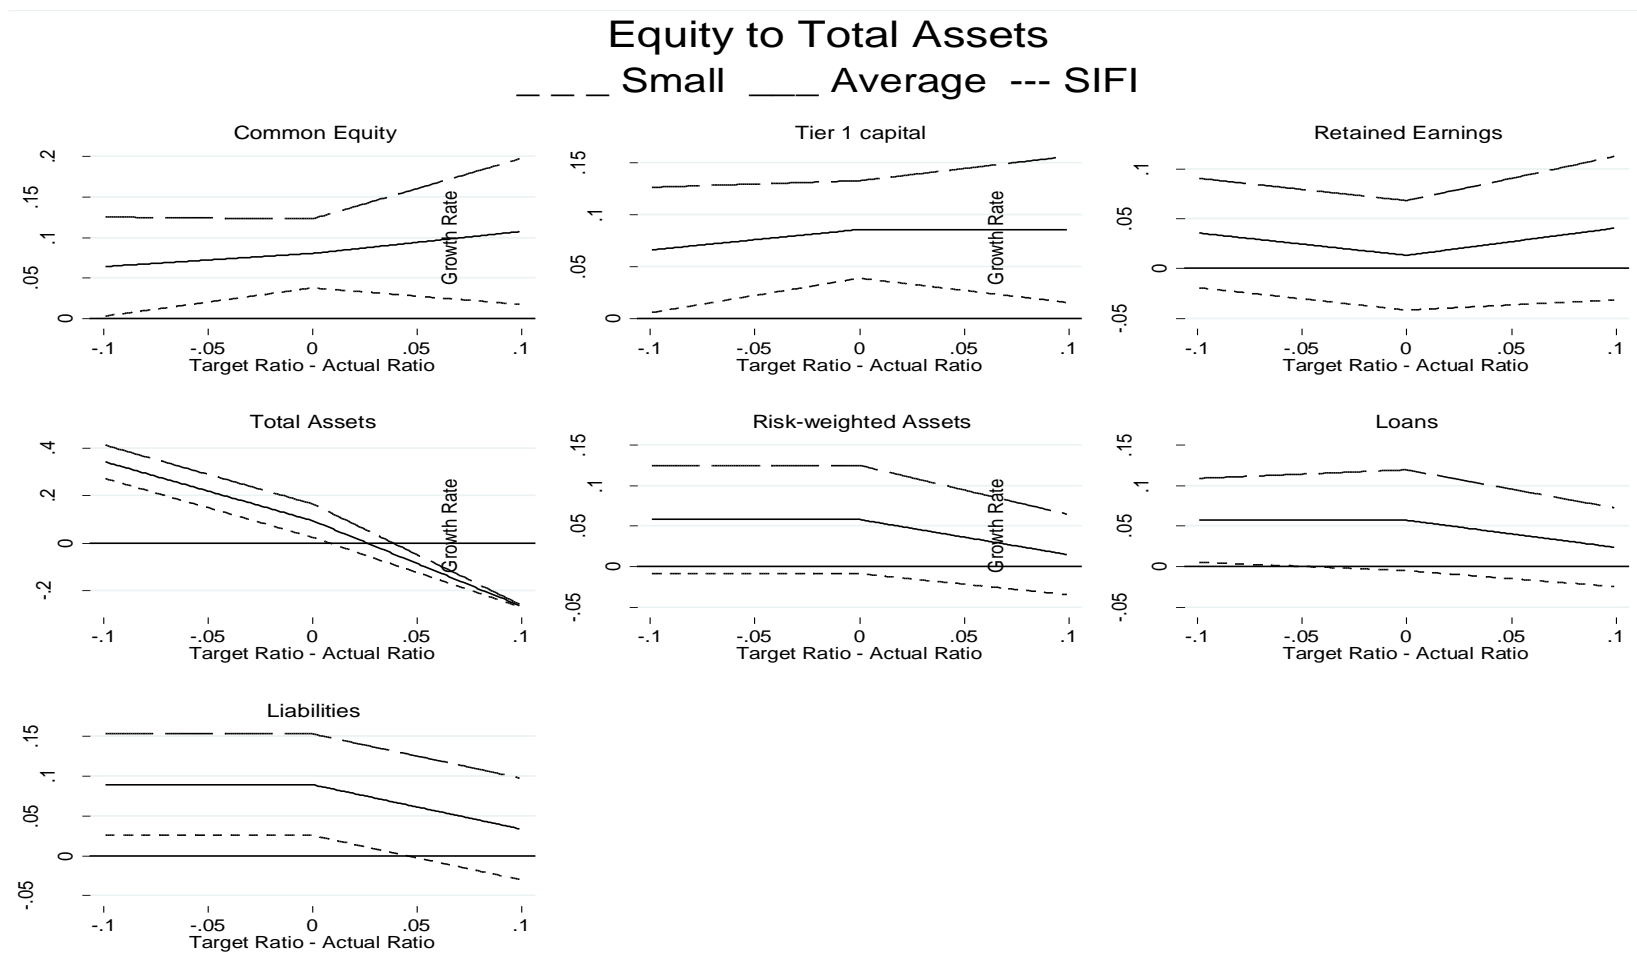 Equity to Total Assets
_ _ _ Small ___ Average --- SIFI
Common Equity
.2
.15
.1
.05
0
Growth Rate
-.1 -.05 0 .05 .1
Target Ratio - Actual Ratio
Tier 1 capital
.15
.1
.05
0
Growth Rate
-.1 -.05 0 .05 .1
Target Ratio - Actual Ratio
Retained Earnings
.1
.05
0
-.05
-.1 -.05 0 .05 .1
Target Ratio - Actual Ratio
Total Assets
.4
.2
0
-.2
Growth Rate
-.1 -.05 0 .05 .1
Target Ratio - Actual Ratio
Risk-weighted Assets
.15
.1
.05
0
-.05
Growth Rate
-.1 -.05 0 .05 .1
Target Ratio - Actual Ratio
Loans
.15
.1
.05
0
-.05
-.1 -.05 0 .05 .1
Target Ratio - Actual Ratio
Liabilities
.15
.1
.05
0
-.05
-.1 -.05 0 .05 .1
Target Ratio - Actual Ratio